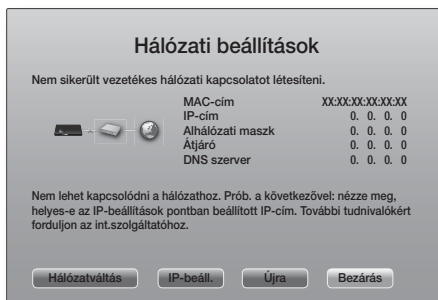 Hálózati beállítások
Nem sikerült vezetékes hálózati kapcsolatot létesíteni.
MAC-cím XX:XX:XX:XX:XX:XX
IP-cím 0. 0. 0. 0
Alhálózati maszk 0. 0. 0. 0
Átjáró 0. 0. 0. 0
DNS szerver 0. 0. 0. 0
Nem lehet kapcsolódni a hálózathoz. Prób. a következővel: nézze meg,
helyes-e az IP-beállítások pontban beállított IP-cím. További tudnivalókért
forduljon az int.szolgáltatóhoz.
Hálózatváltás IP-beáll. Újra Bezárás